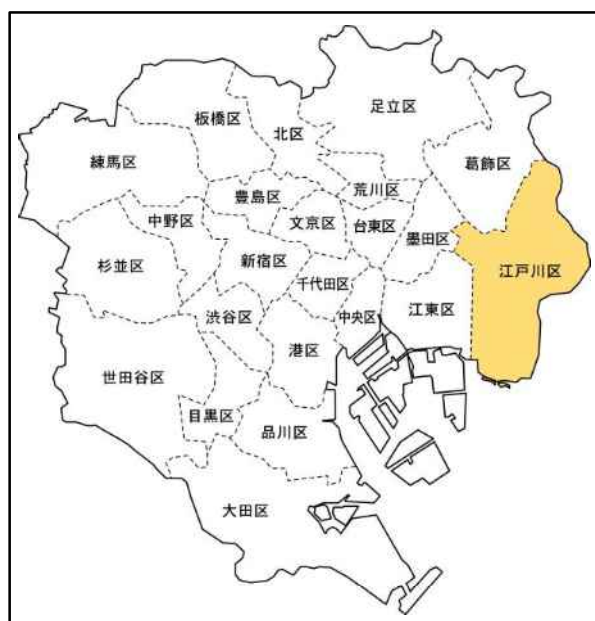 足立区
板橋区
北区
葛飾区
練馬区
荒川区
豊島区
中野区
文京区
台東区
墨田区
杉並区
新宿区
江戸川区
千代田区
渋谷区
中央区
江東区
港区
世田谷区
目黒区
品川区
大田区